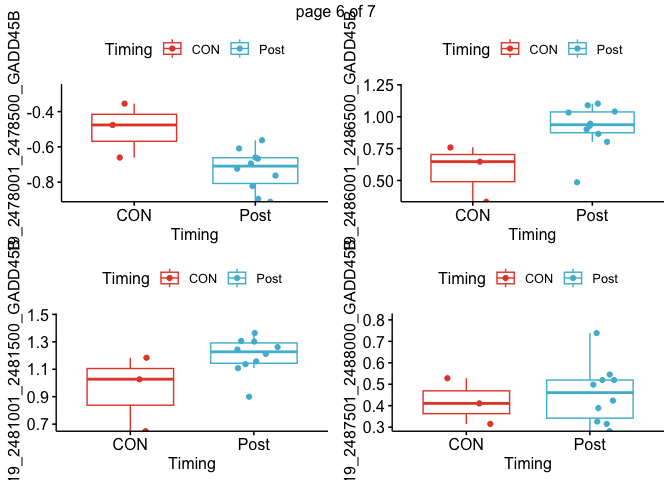 page 6 of 7
Timing CON Post
Timing CON Post
2478001_2478500_GADD45B
-0.4
-0.6
-0.8
CON Post
Timing
2486001_2486500_GADD45B
1.25
1.00
0.75
0.50
CON Post
Timing
Timing CON Post
Timing CON Post
19_2481001_2481500_GADD45B
1.5
1.3
1.1
0.9
0.7
CON Post
Timing
19_2487501_2488000_GADD45B
0.8
0.7
0.6
0.5
0.4
0.3
CON Post
Timing